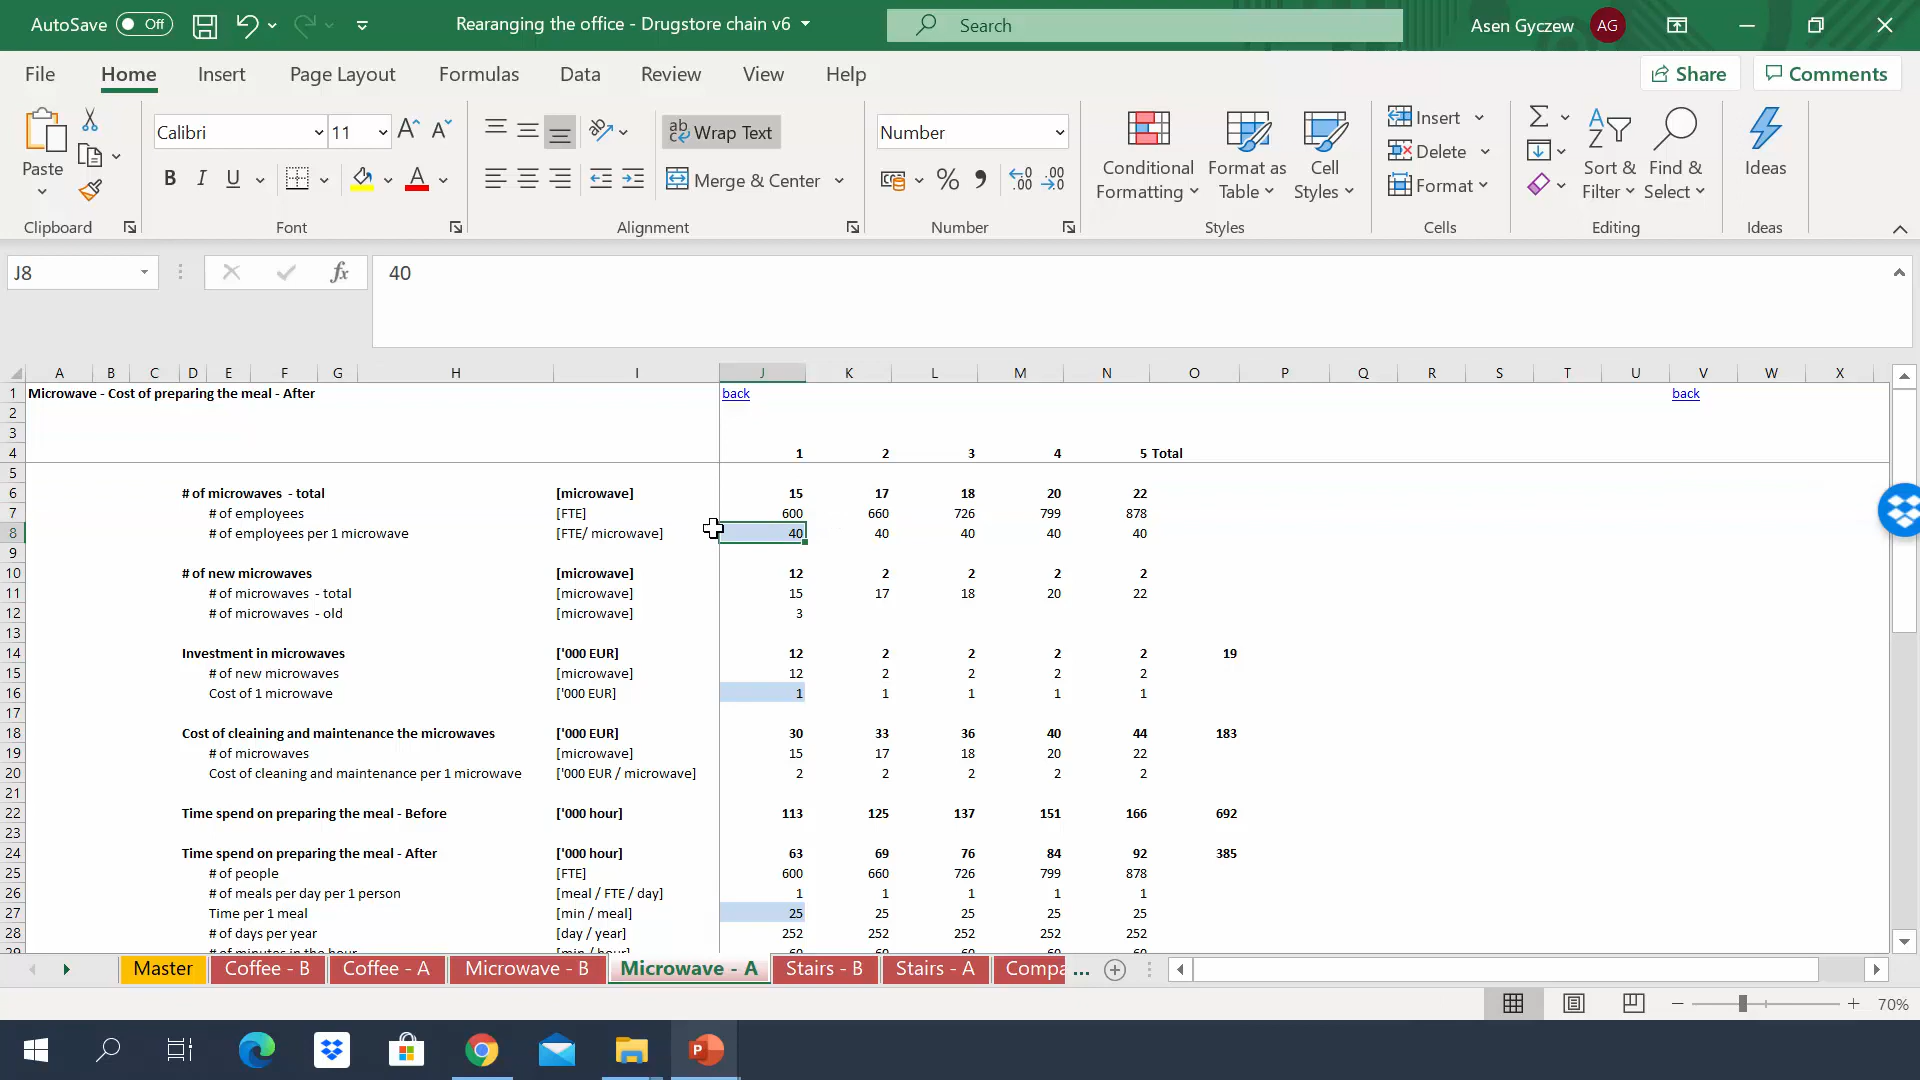 AutoSave Off Rearanging the office - Drugstore chain v6 Search Asen Gyczew AG
File Home Insert Page Layout Formulas Data Review View Help Share Comments
Paste Calibri 11 Wrap Text Number Conditional Formatting Format as Table Cell Styles Insert Sort & Filter Find & Select Ideas
B I U Merge & Center % Delete
Format
Clipboard Font Alignment Number Styles Cells Editing Ideas
J8 fx 40
A B C D E F G H I J K L M N O P Q R S T U V W X
1 Microwave - Cost of preparing the meal - After back back
2
3
4 1 2 3 4 5 Total
5
6 # of microwaves - total [microwave] 15 17 18 20 22
7 # of employees [FTE] 600 660 726 799 878
8 # of employees per 1 microwave [FTE/ microwave] 40 40 40 40 40
9
10 # of new microwaves [microwave] 12 2 2 2 2
11 # of microwaves - total [microwave] 15 17 18 20 22
12 # of microwaves - old [microwave] 3
13
14 Investment in microwaves ['000 EUR] 12 2 2 2 2 19
15 # of new microwaves [microwave] 12 2 2 2 2
16 Cost of 1 microwave ['000 EUR] 1 1 1 1 1
17
18 Cost of cleaining and maintenance the microwaves ['000 EUR] 30 33 36 40 44 183
19 # of microwaves [microwave] 15 17 18 20 22
20 Cost of cleaning and maintenance per 1 microwave ['000 EUR / microwave] 2 2 2 2 2
21
22 Time spend on preparing the meal - Before ['000 hour] 113 125 137 151 166 692
23
24 Time spend on preparing the meal - After ['000 hour] 63 69 76 84 92 385
25 # of people [FTE] 600 660 726 799 878
26 # of meals per day per 1 person [meal / FTE / day] 1 1 1 1 1
27 Time per 1 meal [min / meal] 25 25 25 25 25
28 # of days per year [day / year] 252 252 252 252 252
29 # of minutes in the hour [min / hour] 60 60 60 60 60
Master Coffee - B Coffee - A Microwave - B Microwave - A Stairs - B Stairs - A Compa ...
70%